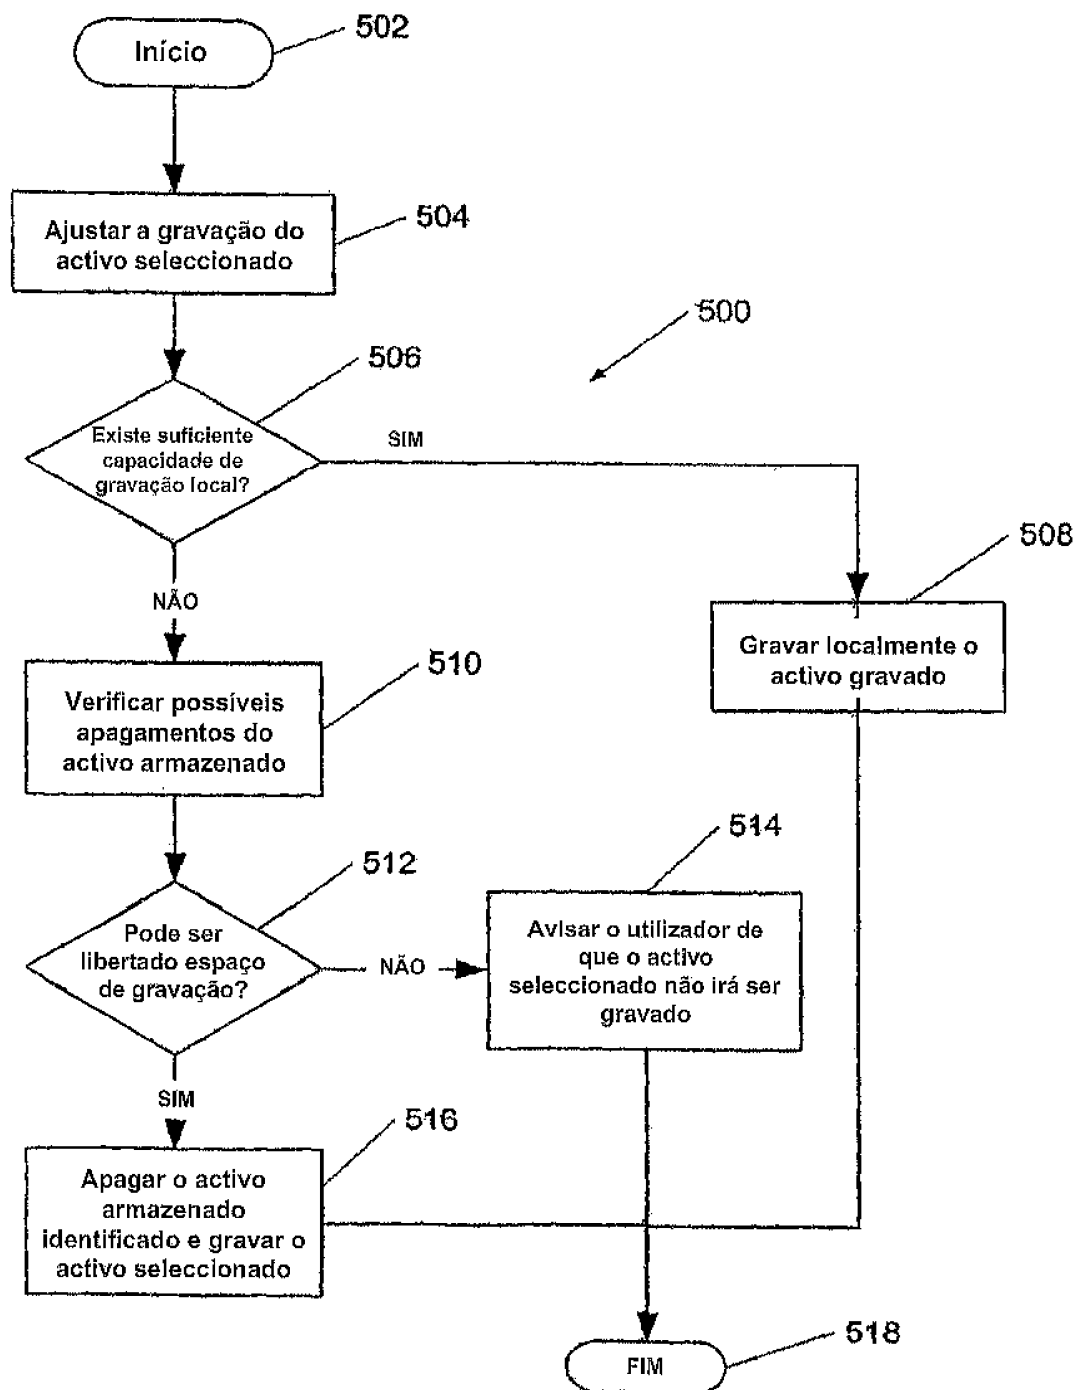 Início
502
Ajustar a gravação do
activo seleccionado
504
500
506
Existe suficiente
capacidade de
gravação local?
SIM
508
NÃO
Gravar localmente o
activo gravado
510
Verificar possíveis
apagamentos do
activo armazenado
514
512
Pode ser
libertado espaço
de gravação?
NÃO
Avisar o utilizador de
que o activo
seleccionado não irá ser
gravado
SIM
516
Apagar o activo
armazenado
identificado e gravar o
activo seleccionado
518
FIM